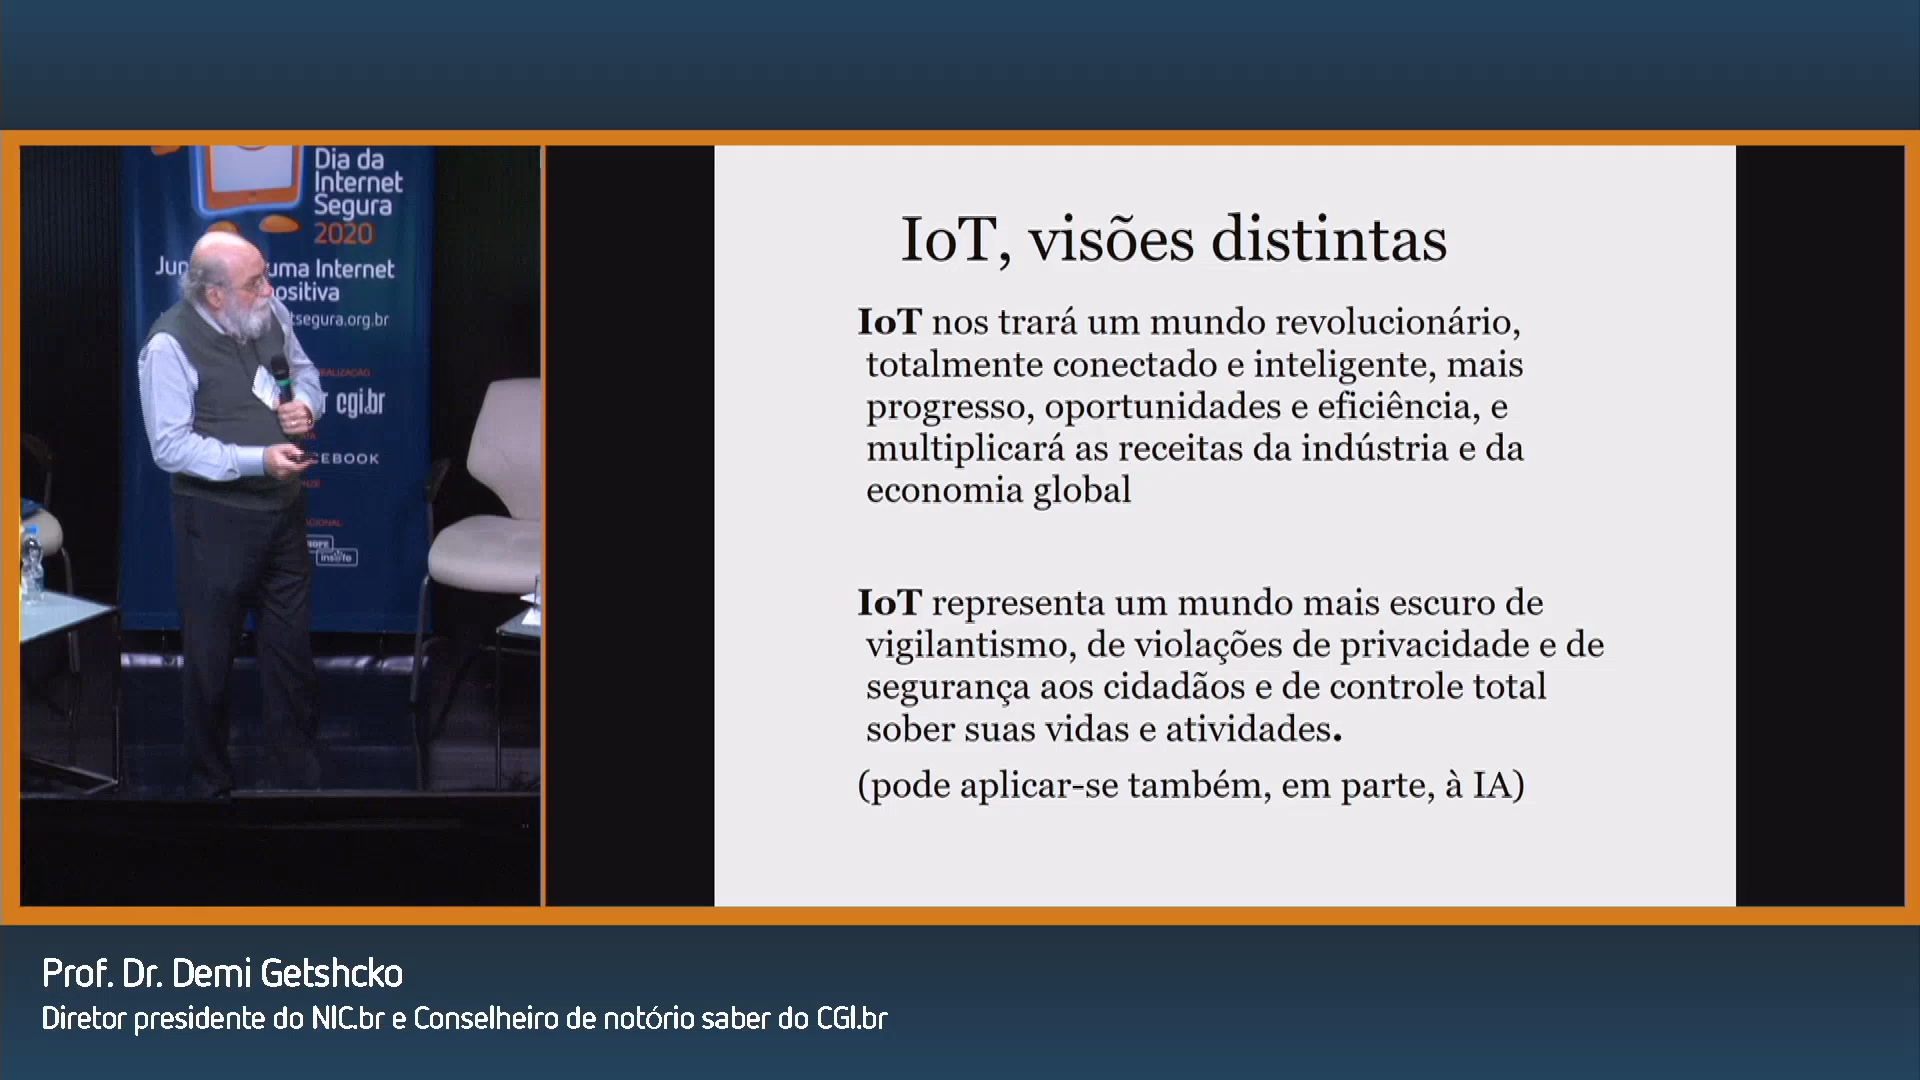 Dia da
Internet
Segura
2020
uma Internet
ositiva
tsegura.org.br
cgi.br
CEBOOK
IoT, visões distintas
IoT nos trará um mundo revolucionário,
totalmente conectado e inteligente, mais
progresso, oportunidades e eficiência, e
multiplicará as receitas da indústria e da
economia global
IoT representa um mundo mais escuro de
vigilantismo, de violações de privacidade e de
segurança aos cidadãos e de controle total
sober suas vidas e atividades.
(pode aplicar-se também, em parte, à IA)
Prof. Dr. Demi Getshcko
Diretor presidente do NIC.br e Conselheiro de notório saber do CGI.br